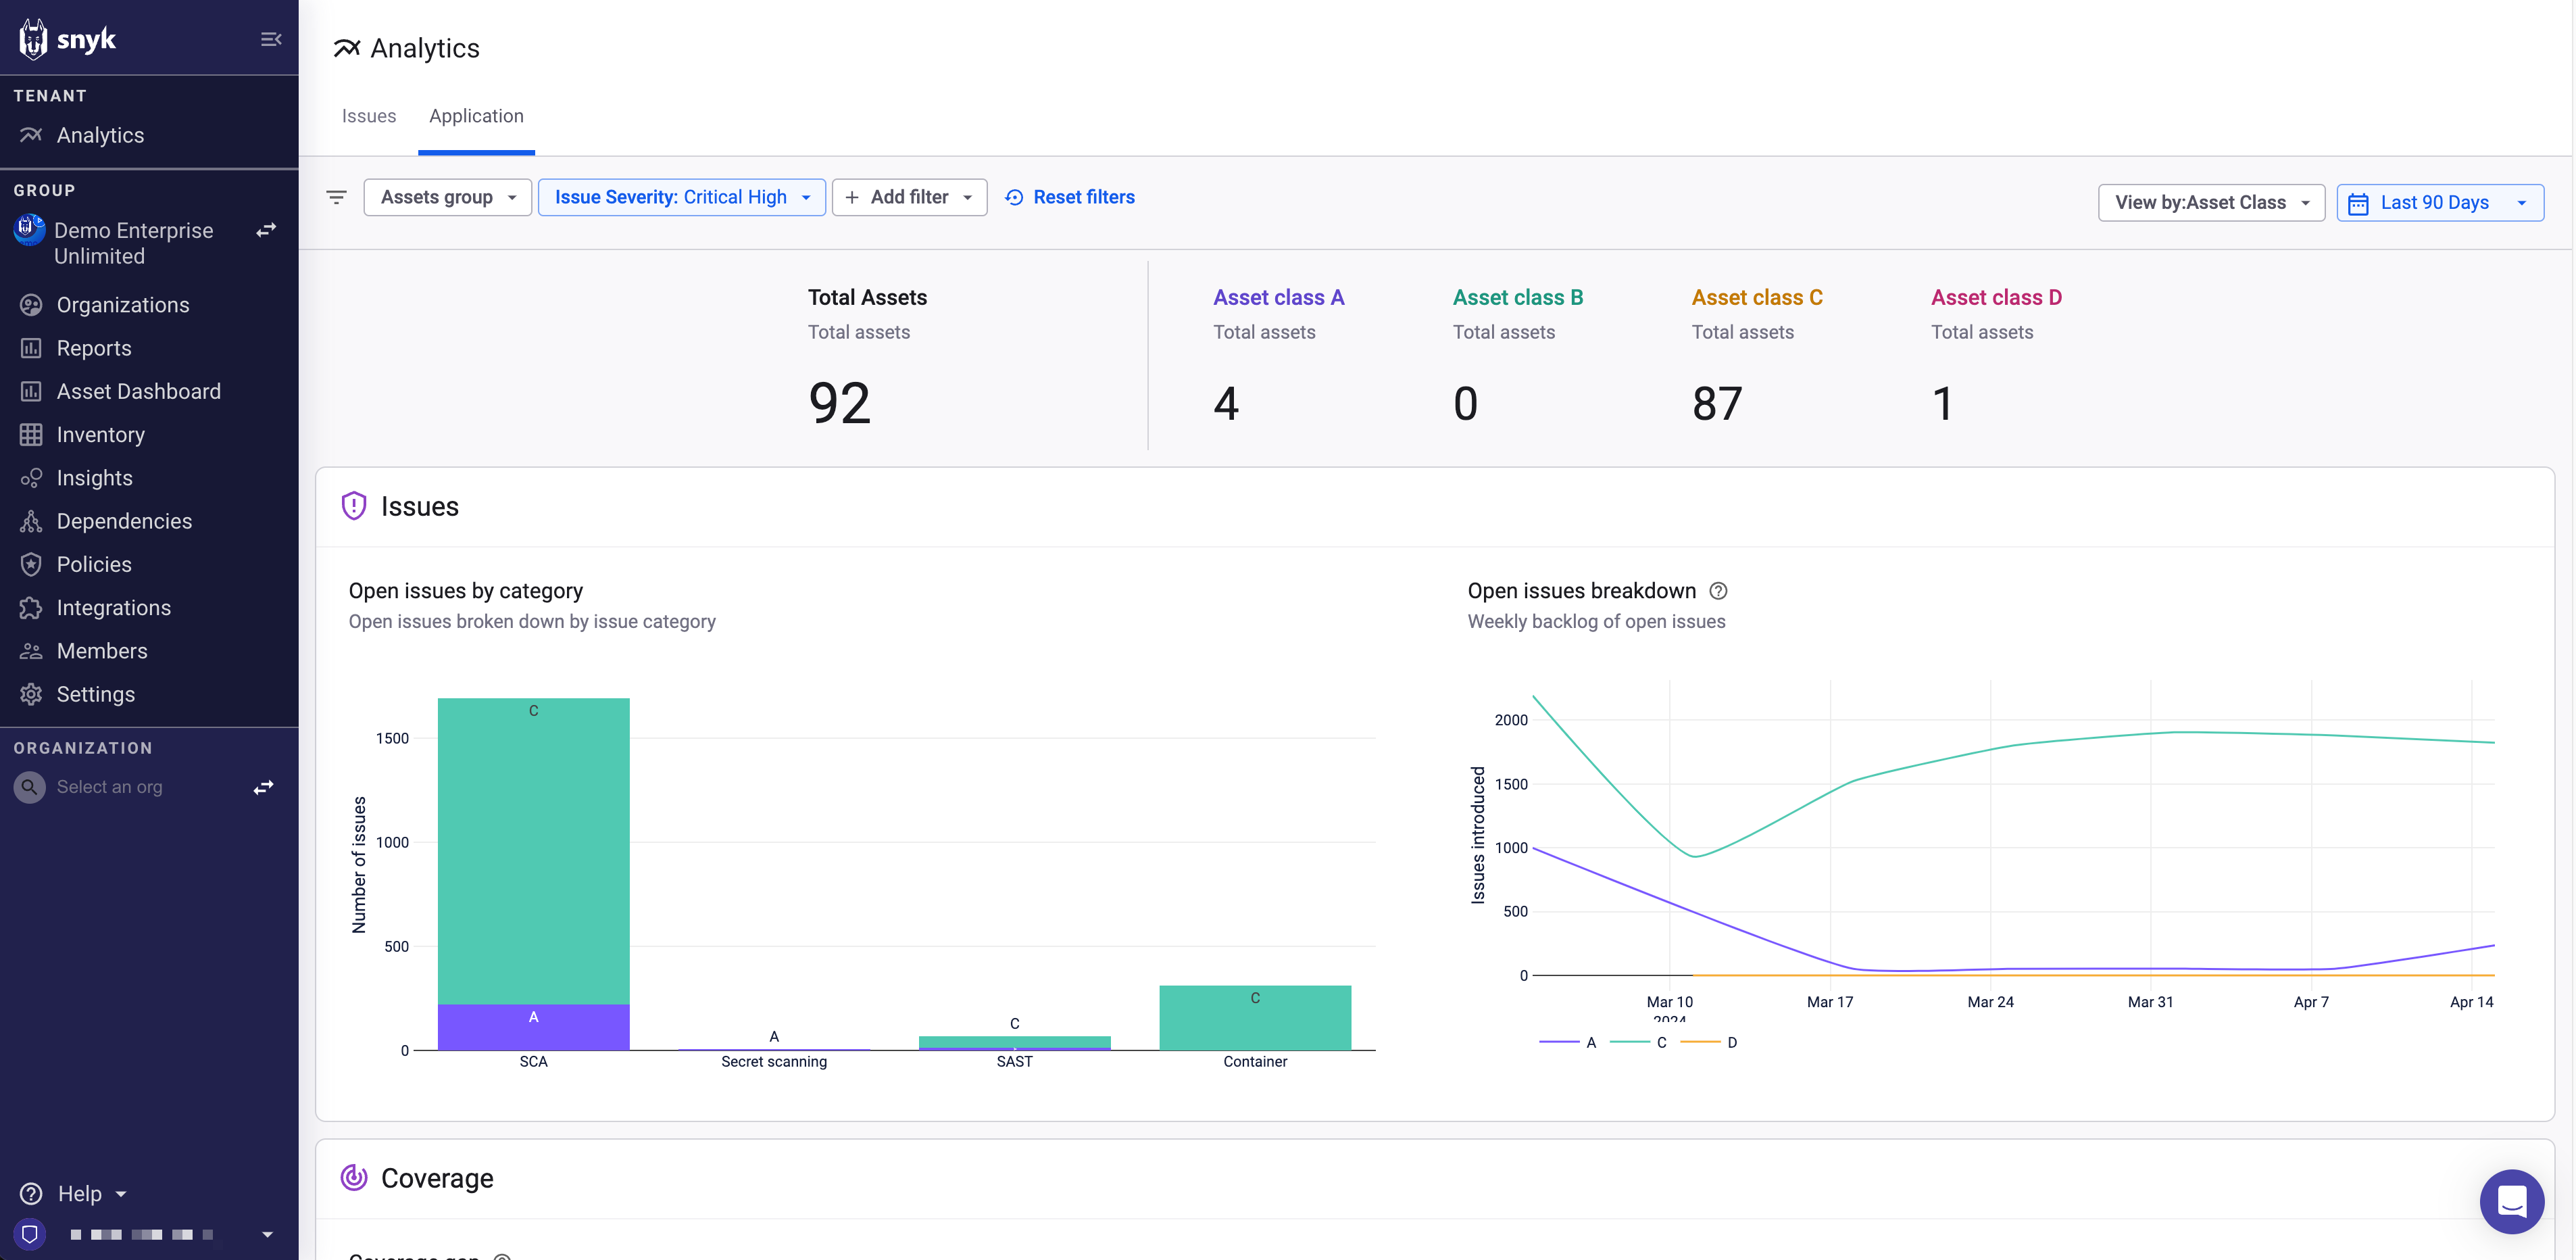 snyk
TENANT
Analytics
GROUP
Demo Enterprise
Unlimited
Organizations
Reports
Asset Dashboard
Inventory
Insights
Dependencies
Policies
Integrations
Members
Settings
ORGANIZATION
Select an org
Help
Analytics
Issues Application
Assets group Issue Severity: Critical High + Add filter Reset filters View by:Asset Class Last 90 Days
Total Assets Asset class A Asset class B Asset class C Asset class D
Total assets Total assets Total assets Total assets Total assets
92 4 0 87 1
Issues
Open issues by category
Open issues broken down by issue category
Number of issues
1500
1000
500
0
C
A
A
C
C
SCA Secret scanning SAST Container
Open issues breakdown
Weekly backlog of open issues
Issues introduced
2000
1500
1000
500
0
Mar 10 Mar 17 Mar 24 Mar 31 Apr 7 Apr 14
2024
A C D
Coverage
Coverage gap